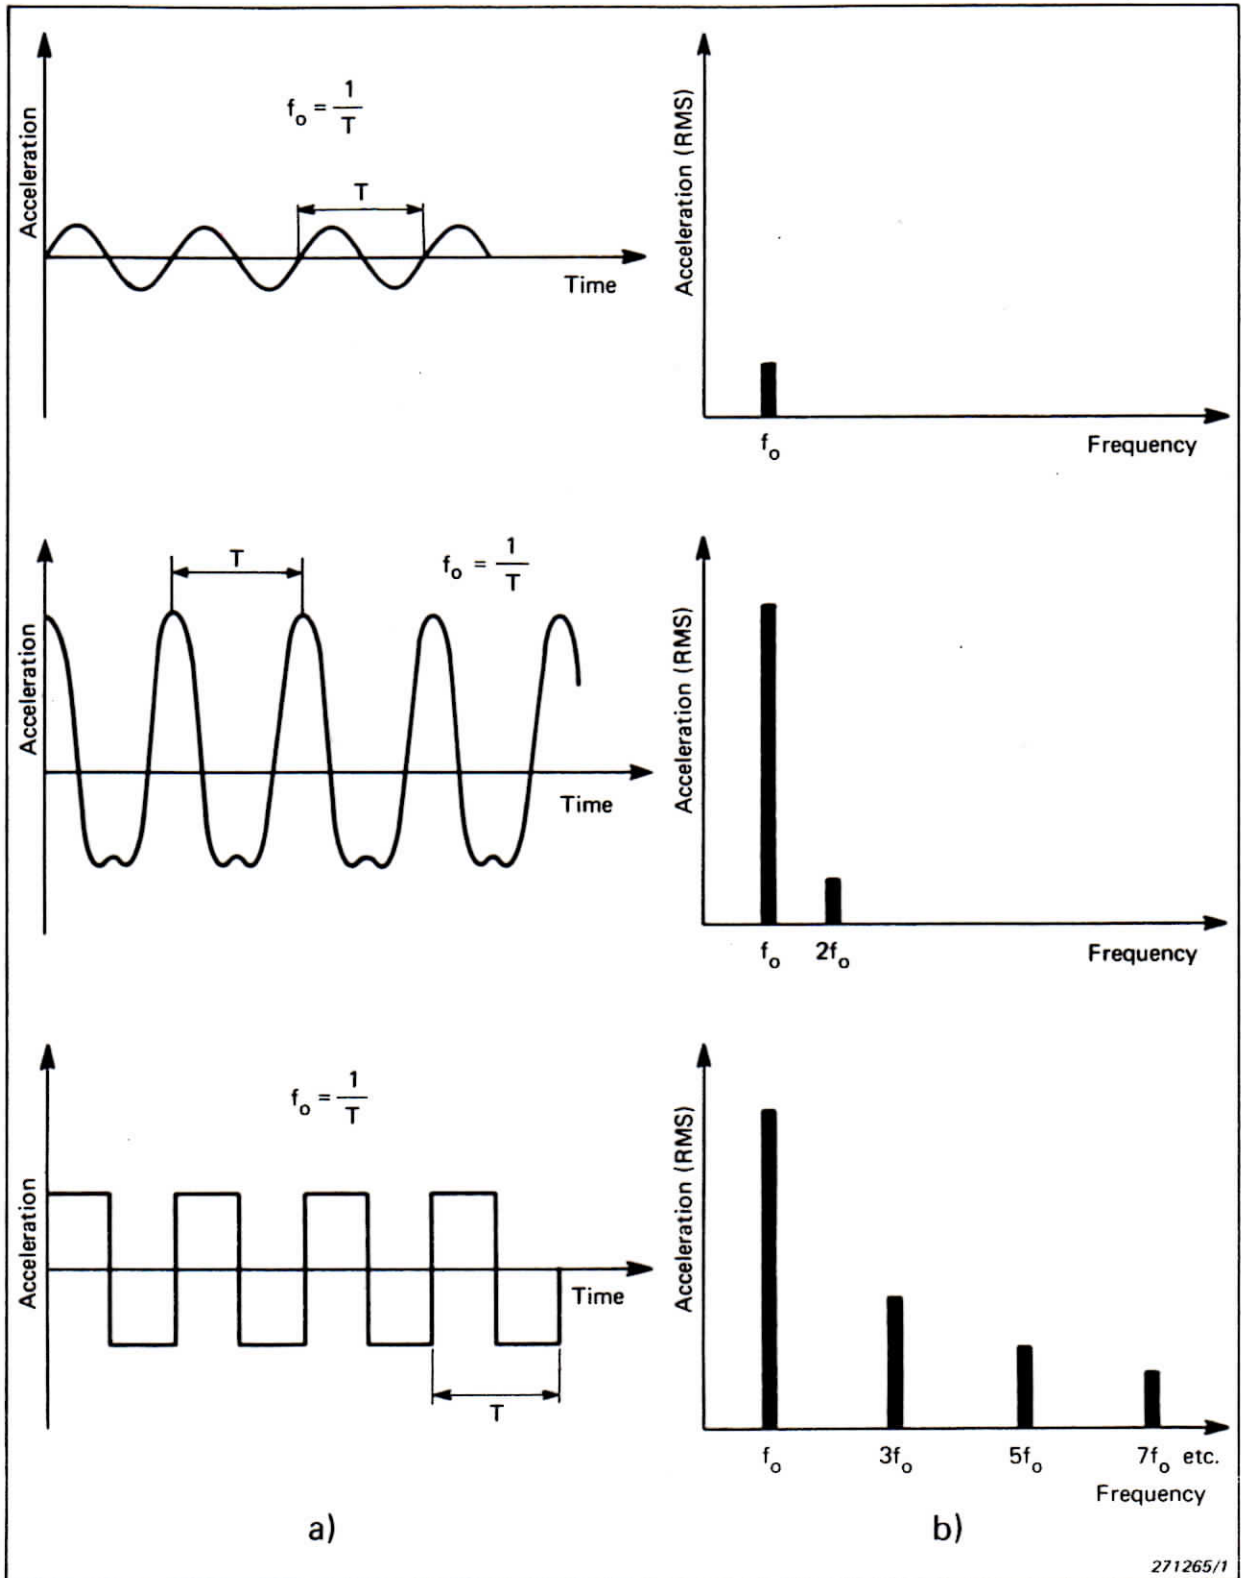 Acceleration
f₀ = 1/T
T
Time
Acceleration (RMS)
f₀
Frequency
Acceleration
T
f₀ = 1/T
Time
Acceleration (RMS)
f₀ 2f₀
Frequency
Acceleration
f₀ = 1/T
Time
T
Acceleration (RMS)
f₀ 3f₀ 5f₀ 7f₀ etc.
Frequency
a)
b)
271265/1